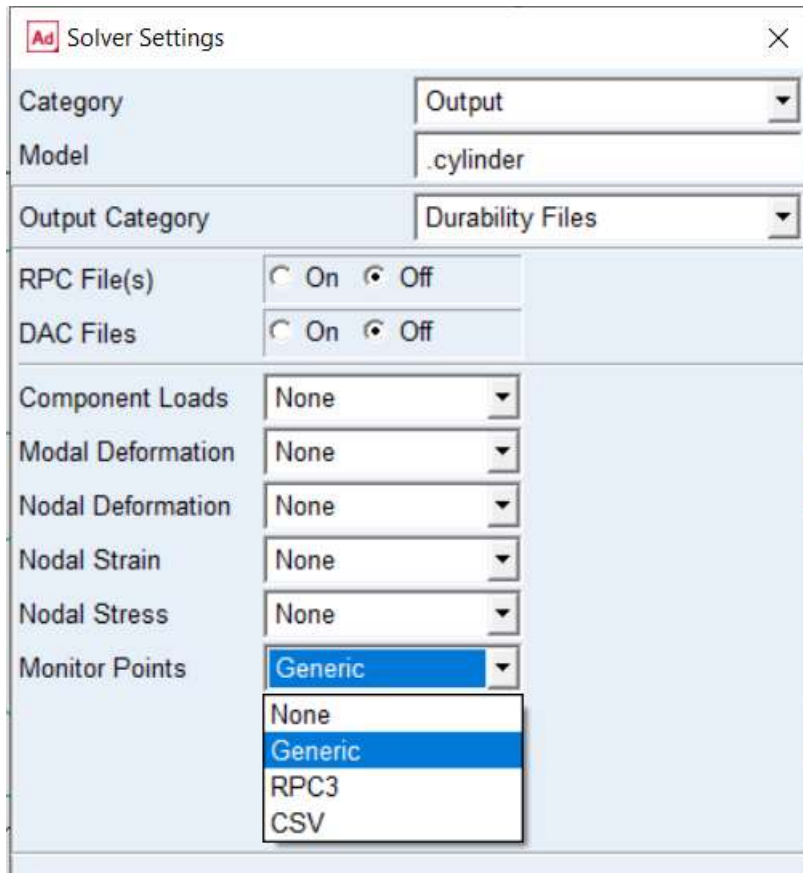 Ad Solver Settings
Category Output
Model .cylinder
Output Category Durability Files
RPC File(s) On Off
DAC Files On Off
Component Loads None
Modal Deformation None
Nodal Deformation None
Nodal Strain None
Nodal Stress None
Monitor Points Generic
None
Generic
RPC3
CSV